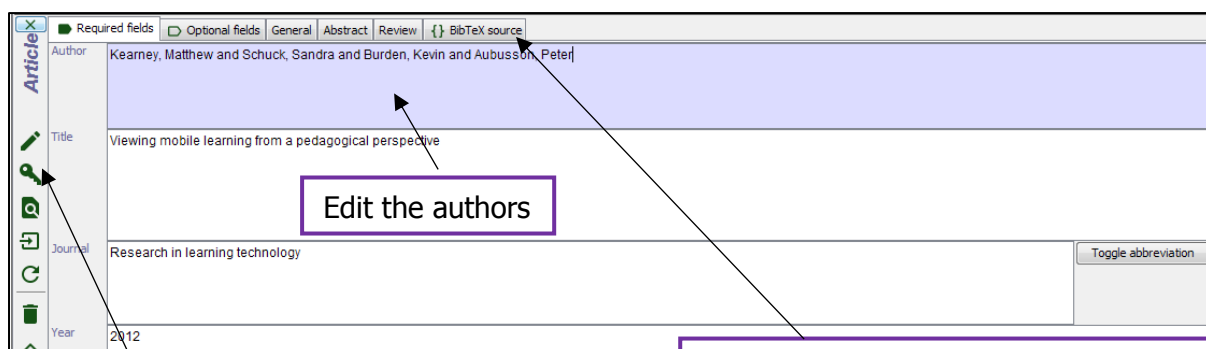 Required fields Optional fields General Abstract Review {} BibTeX source
Article
Author
Kearney, Matthew and Schuck, Sandra and Burden, Kevin and Aubusson, Peter
Title
Viewing mobile learning from a pedagogical perspective
Edit the authors
Journal
Research in learning technology
Toggle abbreviation
Year
2012